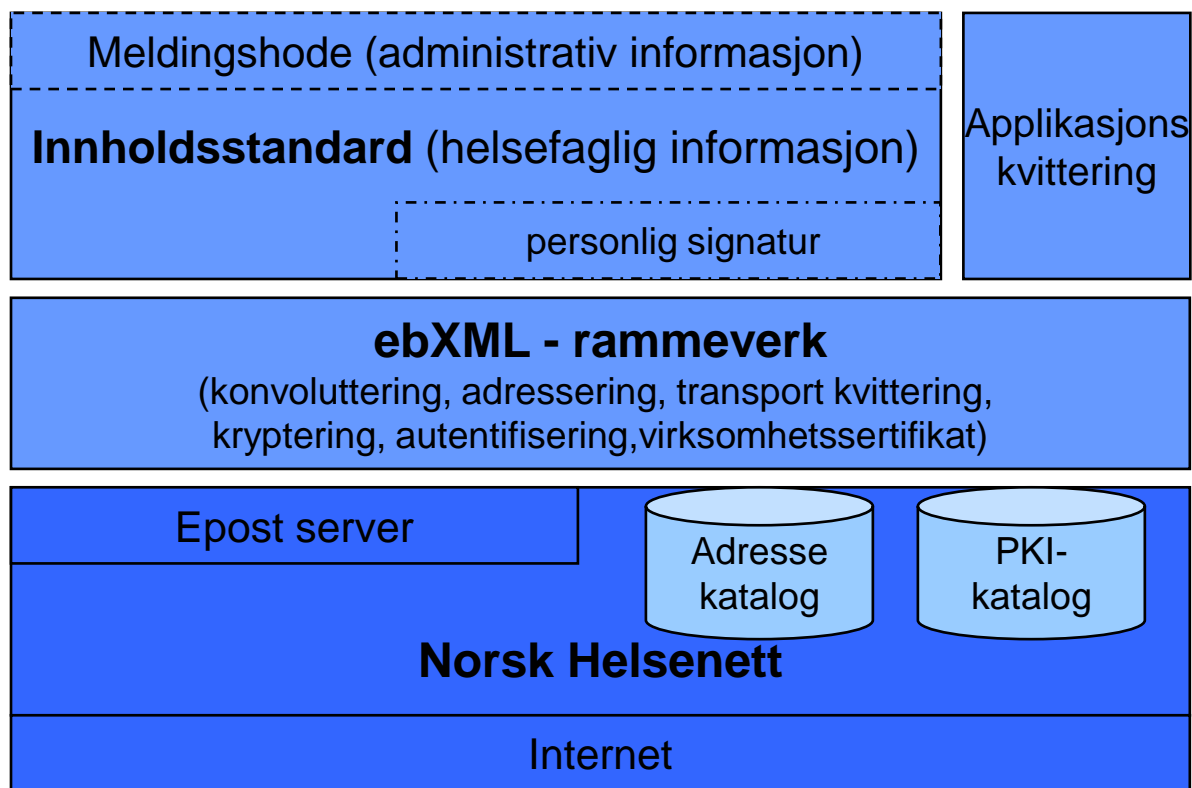 Meldingshode (administrativ informasjon)
Innholdsstandard (helsefaglig informasjon)
personlig signatur
Applikasjons
kvittering
ebXML - rammeverk
(konvoluttering, adressering, transport kvittering,
kryptering, autentifisering,virksomhetssertifikat)
Epost server
Adresse
katalog
PKI-
katalog
Norsk Helsenett
Internet